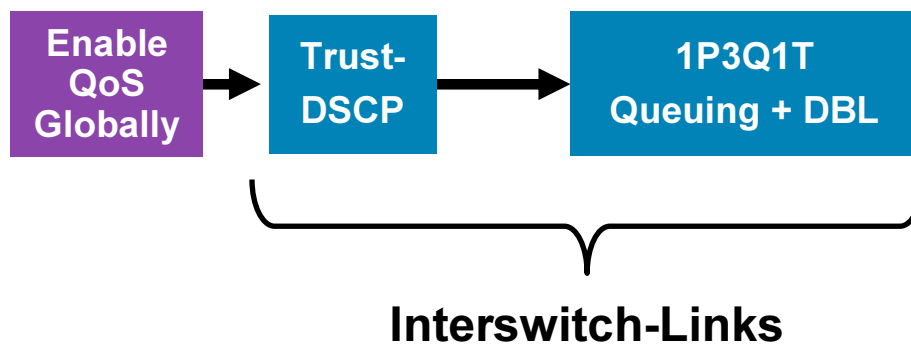 Enable
QoS
Globally
Trust-
DSCP
1P3Q1T
Queuing + DBL
Interswitch-Links